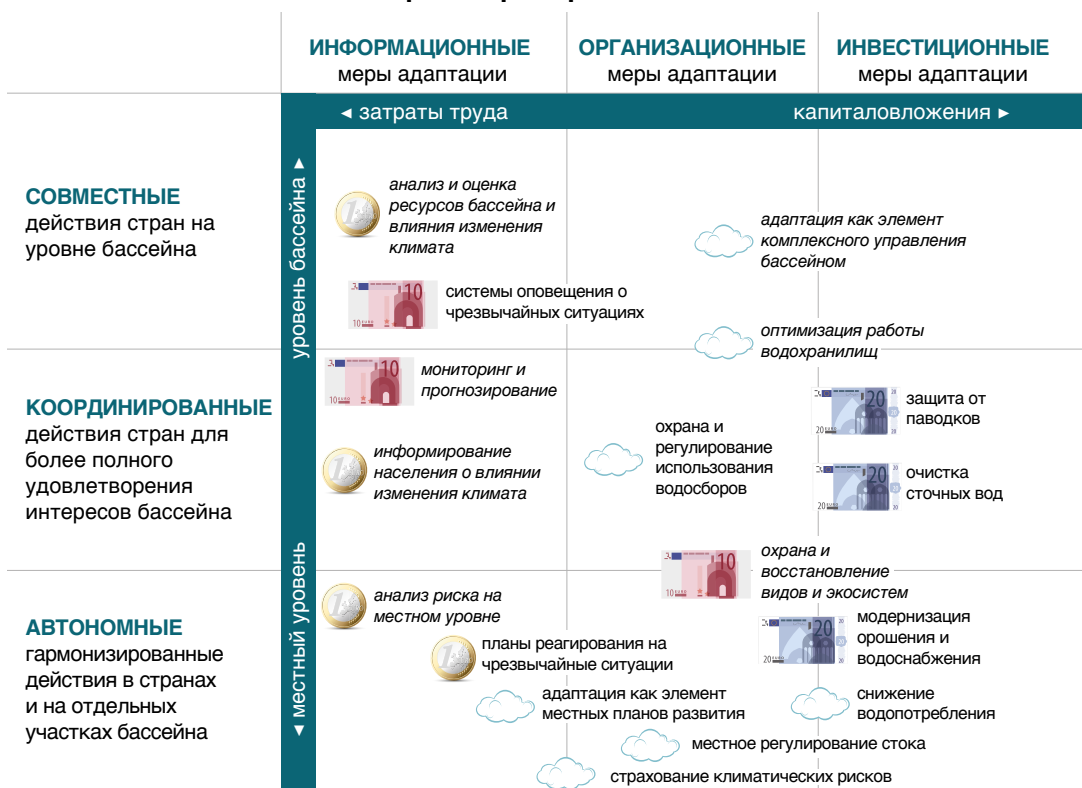 ИНФОРМАЦИОННЫЕ
меры адаптации
ОРГАНИЗАЦИОННЫЕ
меры адаптации
ИНВЕСТИЦИОННЫЕ
меры адаптации
◄ затраты труда
капиталовложения ►
уровень бассейна ►
◄ местный уровень
СОВМЕСТНЫЕ
действия стран на
уровне бассейна
анализ и оценка
ресурсов бассейна и
влияния изменения
климата
адаптация как элемент
комплексного управления
бассейном
системы оповещения о
чрезвычайных ситуациях
оптимизация работы
водохранилищ
КООРДИНИРОВАННЫЕ
действия стран для
более полного
удовлетворения
интересов бассейна
мониторинг и
прогнозирование
информирование
населения о влиянии
изменения климата
охрана и
регулирование
использования
водосборов
защита от
паводков
очистка
сточных вод
охрана и
восстановление
видов и экосистем
АВТОНОМНЫЕ
гармонизированные
действия в странах
и на отдельных
участках бассейна
анализ риска на
местном уровне
планы реагирования на
чрезвычайные ситуации
модернизация
орошения и
водоснабжения
адаптация как элемент
местных планов развития
снижение
водопотребления
местное регулирование стока
страхование климатических рисков